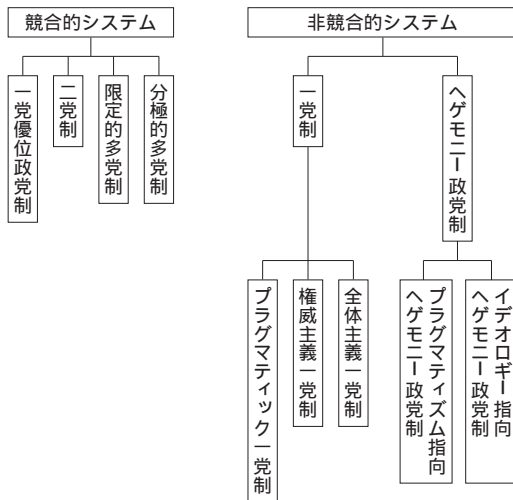 競合的システム
一党優位政党制
二党制
限定的多党制
分極的多党制
非競合的システム
一党制
ヘゲモニー政党制
プラグマティック一党制
権威主義一党制
全体主義一党制
プラグマティズム指向
ヘゲモニー政党制
イデオロギー指向
ヘゲモニー政党制